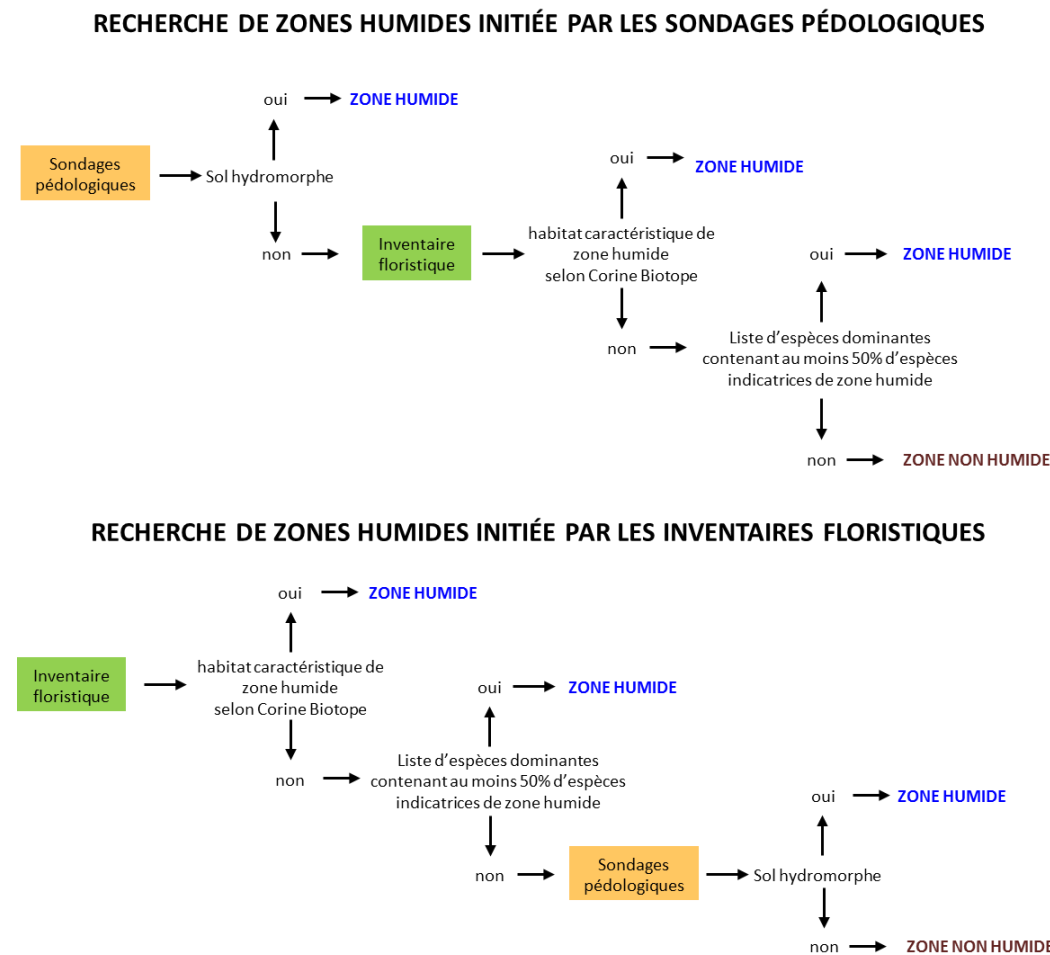 RECHERCHE DE ZONES HUMIDES INITIÉE PAR LES SONDAGES PÉDOLOGIQUES
oui
ZONE HUMIDE
Sondages
pédologiques
Sol hydromorphe
non
Inventaire
floristique
oui
ZONE HUMIDE
habitat caractéristique de
zone humide
selon Corine Biotope
non
oui
ZONE HUMIDE
Liste d’espèces dominantes
contenant au moins 50% d’espèces
indicatrices de zone humide
non
ZONE NON HUMIDE
RECHERCHE DE ZONES HUMIDES INITIÉE PAR LES INVENTAIRES FLORISTIQUES
oui
ZONE HUMIDE
Inventaire
floristique
habitat caractéristique de
zone humide
selon Corine Biotope
non
oui
ZONE HUMIDE
Liste d’espèces dominantes
contenant au moins 50% d’espèces
indicatrices de zone humide
non
Sondages
pédologiques
oui
ZONE HUMIDE
Sol hydromorphe
non
ZONE NON HUMIDE